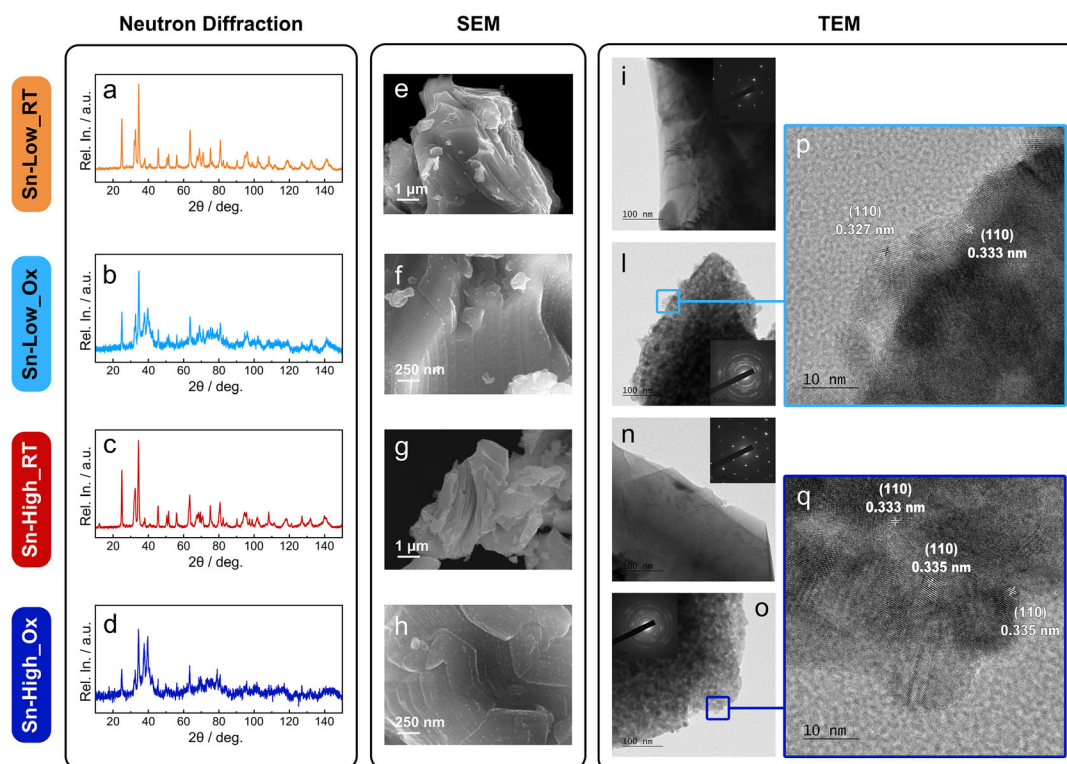 Neutron Diffraction
SEM
TEM
Sn-Low_RT
a
Rel. In. / a.u.
20 40 60 80 100 120 140
2θ / deg.
e
1 µm
i
100 nm
p
(110)
0.327 nm
(110)
0.333 nm
10 nm
Sn-Low_Ox
b
Rel. In. / a.u.
20 40 60 80 100 120 140
2θ / deg.
f
250 nm
l
100 nm
Sn-High_RT
c
Rel. In. / a.u.
20 40 60 80 100 120 140
2θ / deg.
g
1 µm
n
100 nm
q
(110)
0.333 nm
(110)
0.335 nm
(110)
0.335 nm
10 nm
Sn-High_Ox
d
Rel. In. / a.u.
20 40 60 80 100 120 140
2θ / deg.
h
250 nm
o
100 nm